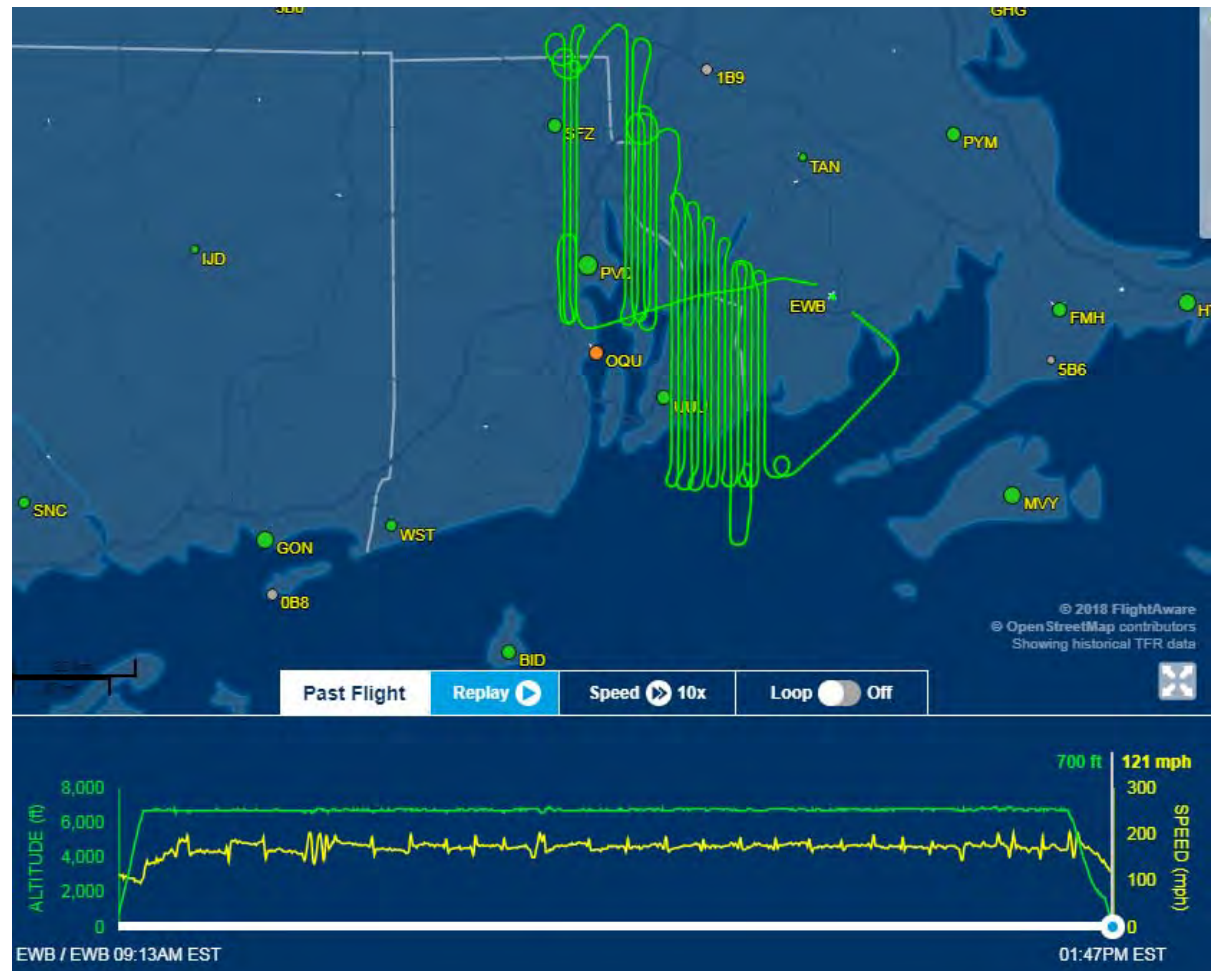 3B0
GHG
1B9
SFZ
PYM
TAN
IJD
PVD
EWB
FMH
OQU
5B6
UUU
SNC
MVY
GON
WST
0B8
BID
© 2018 FlightAware
© OpenStreetMap contributors
Showing historical TFR data
Past Flight Replay Speed 10x Loop Off
700 ft 121 mph
8,000 300
6,000
200
4,000
100
2,000
0 0
ALTITUDE (ft)
SPEED (mph)
EWB / EWB 09:13AM EST 01:47PM EST